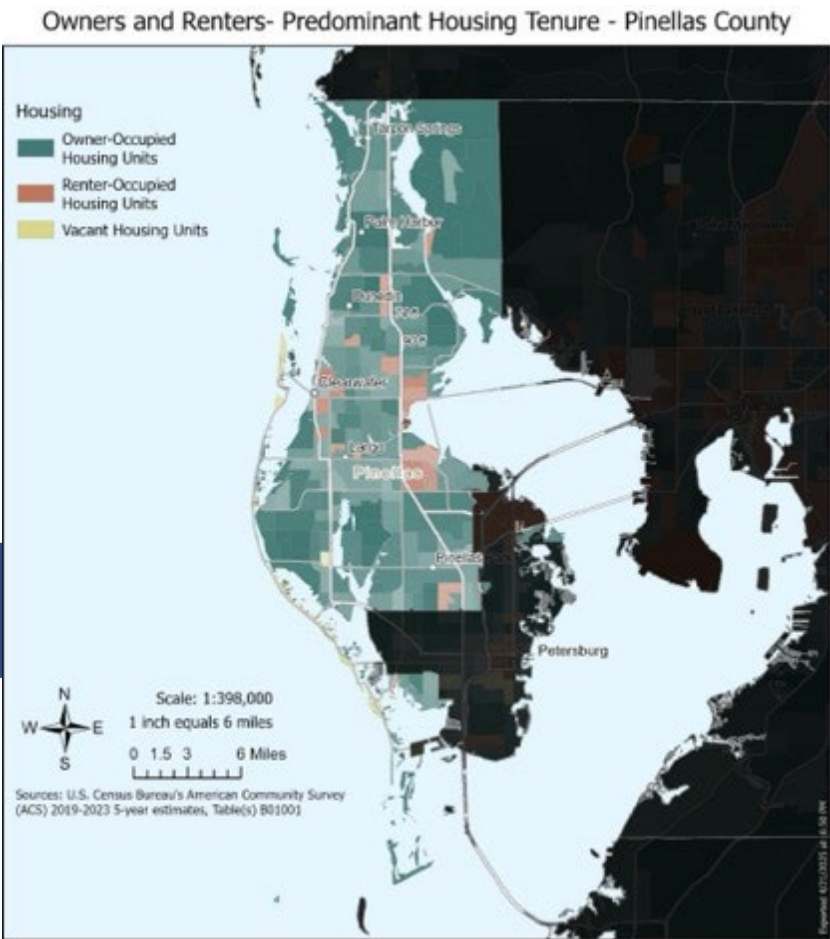 Owners and Renters- Predominant Housing Tenure - Pinellas County
Housing
Owner-Occupied
Housing Units
Renter-Occupied
Housing Units
Vacant Housing Units
Tarpon Springs
Palm Harbor
Dunedin
Clearwater
Largo
Pinellas
Pinellas
Petersburg
N
W
E
S
Scale: 1:398,000
1 inch equals 6 miles
0 1.5 3 6 Miles
Sources: U.S. Census Bureau's American Community Survey
(ACS) 2019-2023 5-year estimates, Table(s) B01001